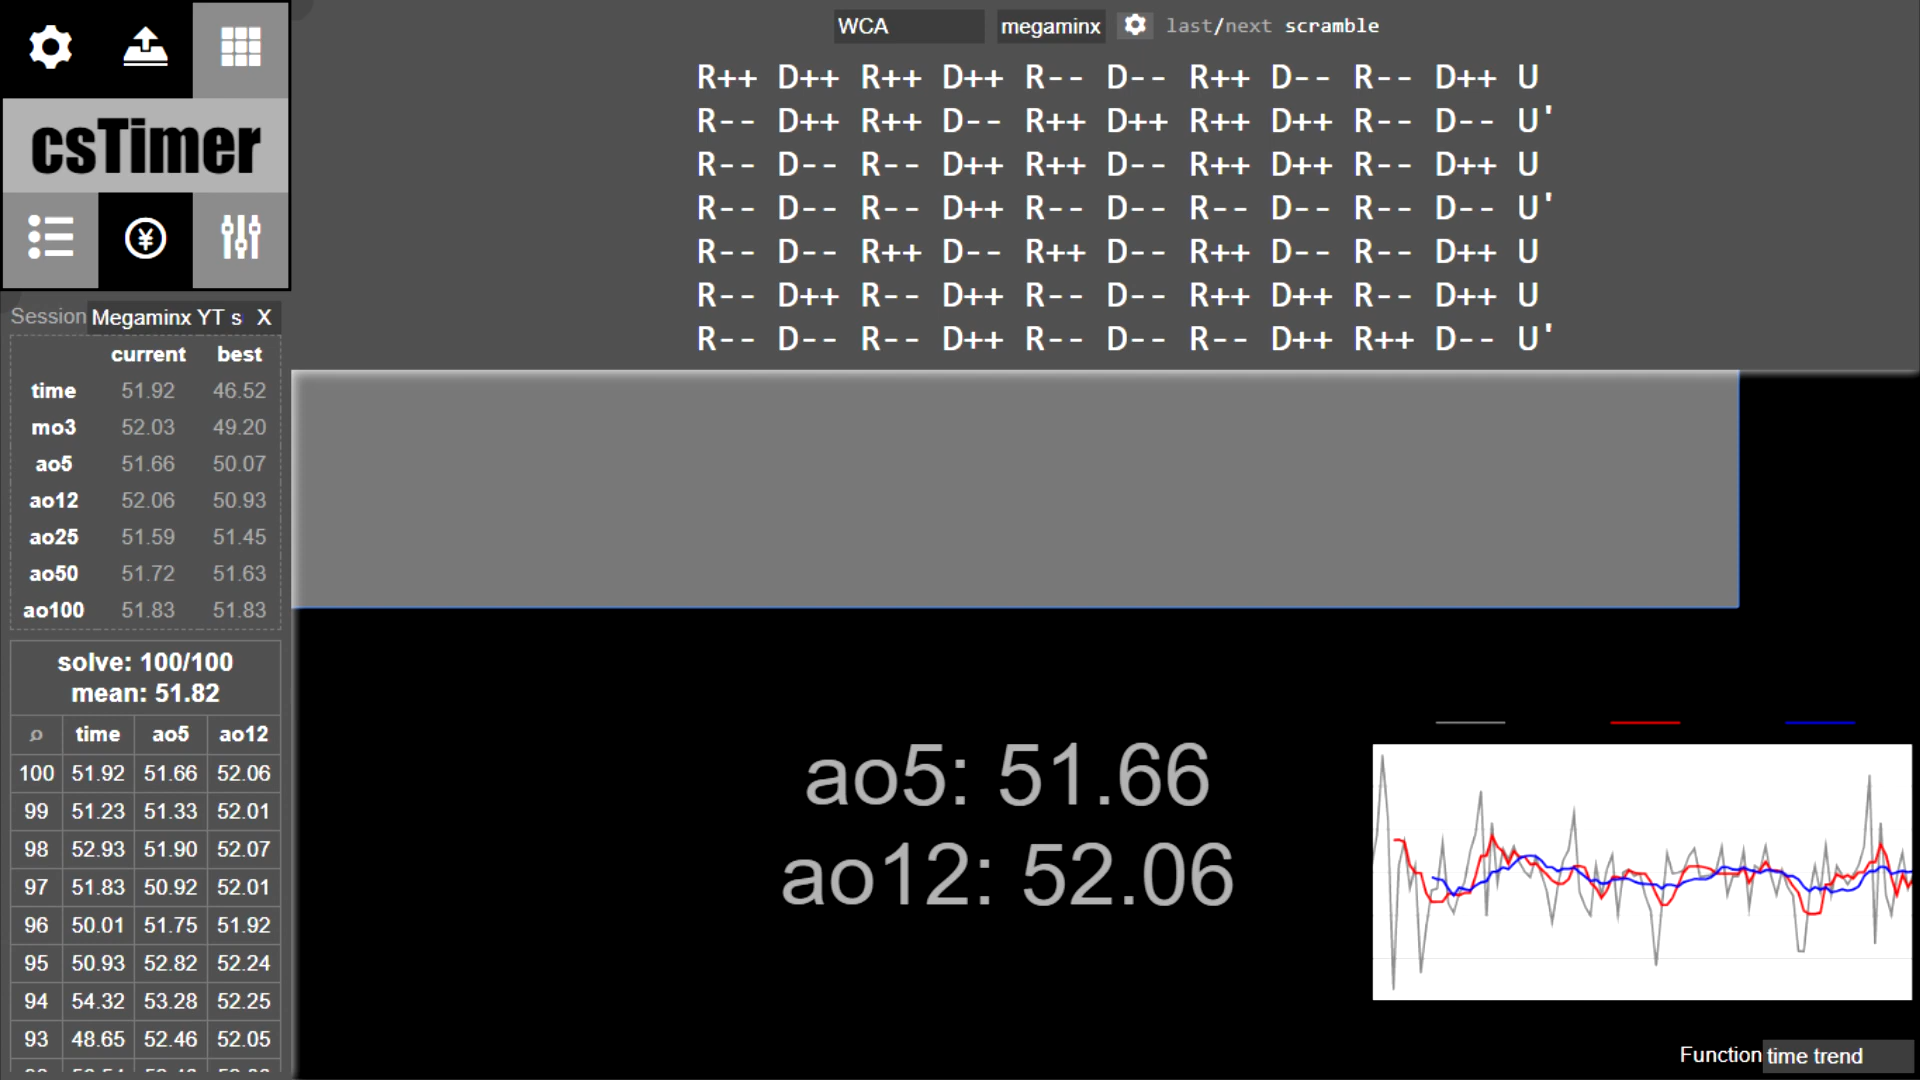 WCA megaminx last/next scramble
R++ D++ R++ D++ R-- D-- R++ D-- R-- D++ U
R-- D++ R++ D-- R++ D++ R++ D++ R-- D-- U'
R-- D-- R-- D++ R++ D-- R++ D++ R-- D++ U
R-- D-- R-- D++ R-- D-- R-- D-- R-- D-- U'
R-- D-- R++ D-- R++ D-- R++ D-- R-- D++ U
R-- D++ R-- D++ R-- D-- R++ D++ R-- D++ U
R-- D-- R-- D++ R-- D-- R-- D++ R++ D-- U'
csTimer
¥
Session Megaminx YT s X
current best
time 51.92 46.52
mo3 52.03 49.20
ao5 51.66 50.07
ao12 52.06 50.93
ao25 51.59 51.45
ao50 51.72 51.63
ao100 51.83 51.83
solve: 100/100
mean: 51.82
time ao5 ao12
100 51.92 51.66 52.06
99 51.23 51.33 52.01
98 52.93 51.90 52.07
97 51.83 50.92 52.01
96 50.01 51.75 51.92
95 50.93 52.82 52.24
94 54.32 53.28 52.25
93 48.65 52.46 52.05
ao5: 51.66
ao12: 52.06
Function time trend